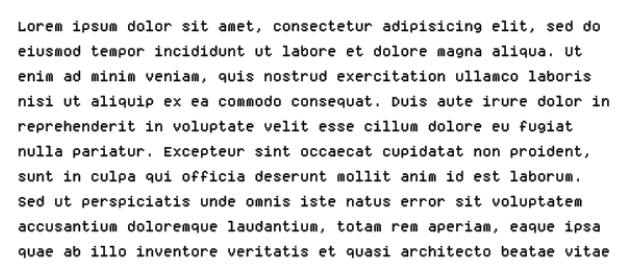 Lorem ipsum dolor sit amet, consectetur adipisicing elit, sed do
eiusmod tempor incididunt ut labore et dolore magna aliqua. Ut
enim ad minim veniam, quis nostrud exercitation ullamco laboris
nisi ut aliquip ex ea commodo consequat. Duis aute irure dolor in
reprehenderit in voluptate velit esse cillum dolore eu fugiat
nulla pariatur. Excepteur sint occaecat cupidatat non proident,
sunt in culpa qui officia deserunt mollit anim id est laborum.
Sed ut perspiciatis unde omnis iste natus error sit voluptatem
accusantium doloremque laudantium, totam rem aperiam, eaque ipsa
quae ab illo inventore veritatis et quasi architecto beatae vitae